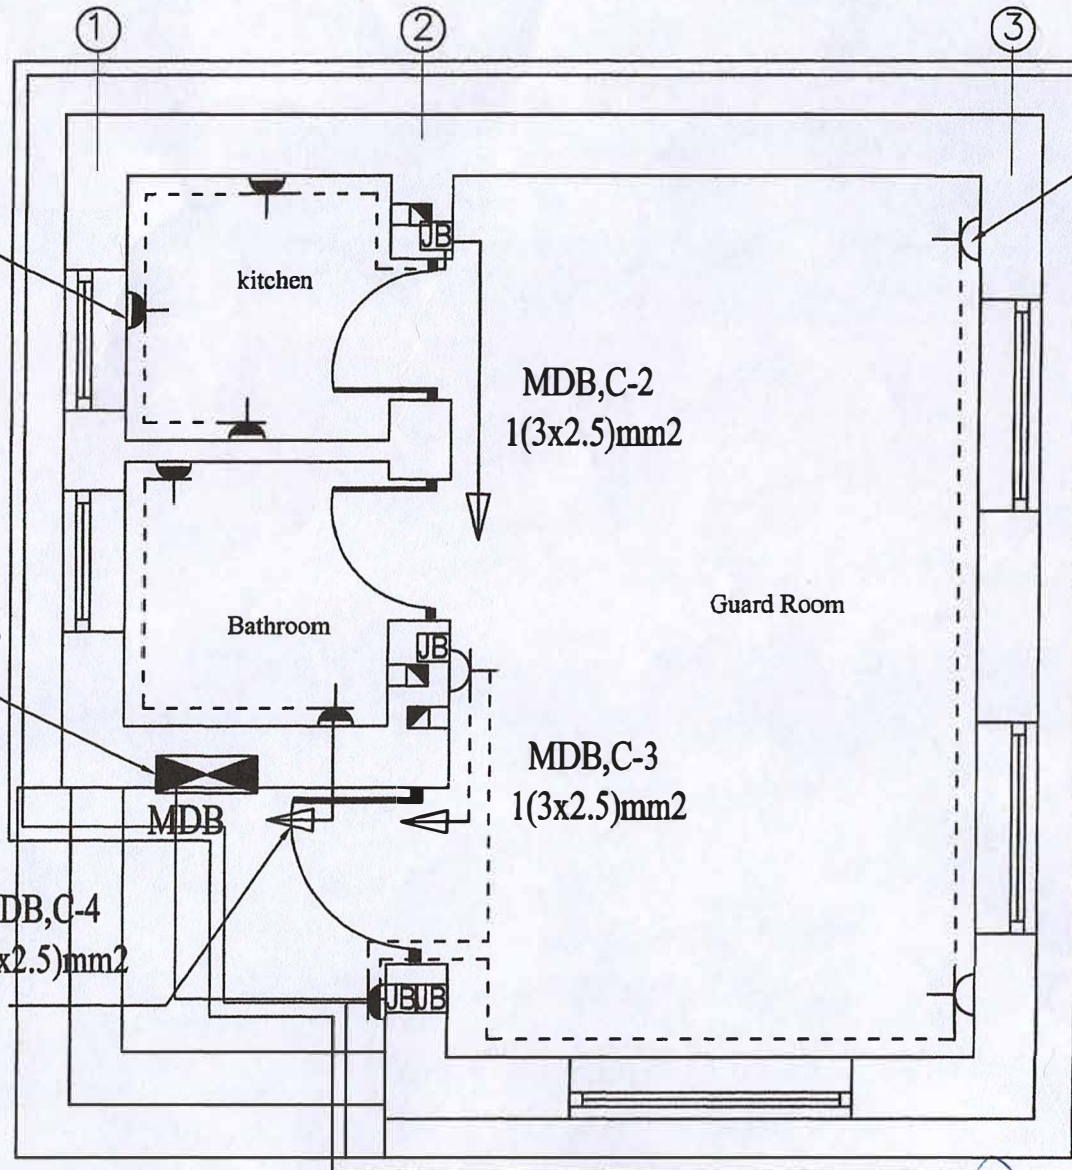 1
2
3
JB
kitchen
MDB,C-2
1(3x2.5)mm2
Guard Room
Bathroom
JB
MDB,C-3
1(3x2.5)mm2
MDB
DB,C-4
x2.5)mm2
JBJB